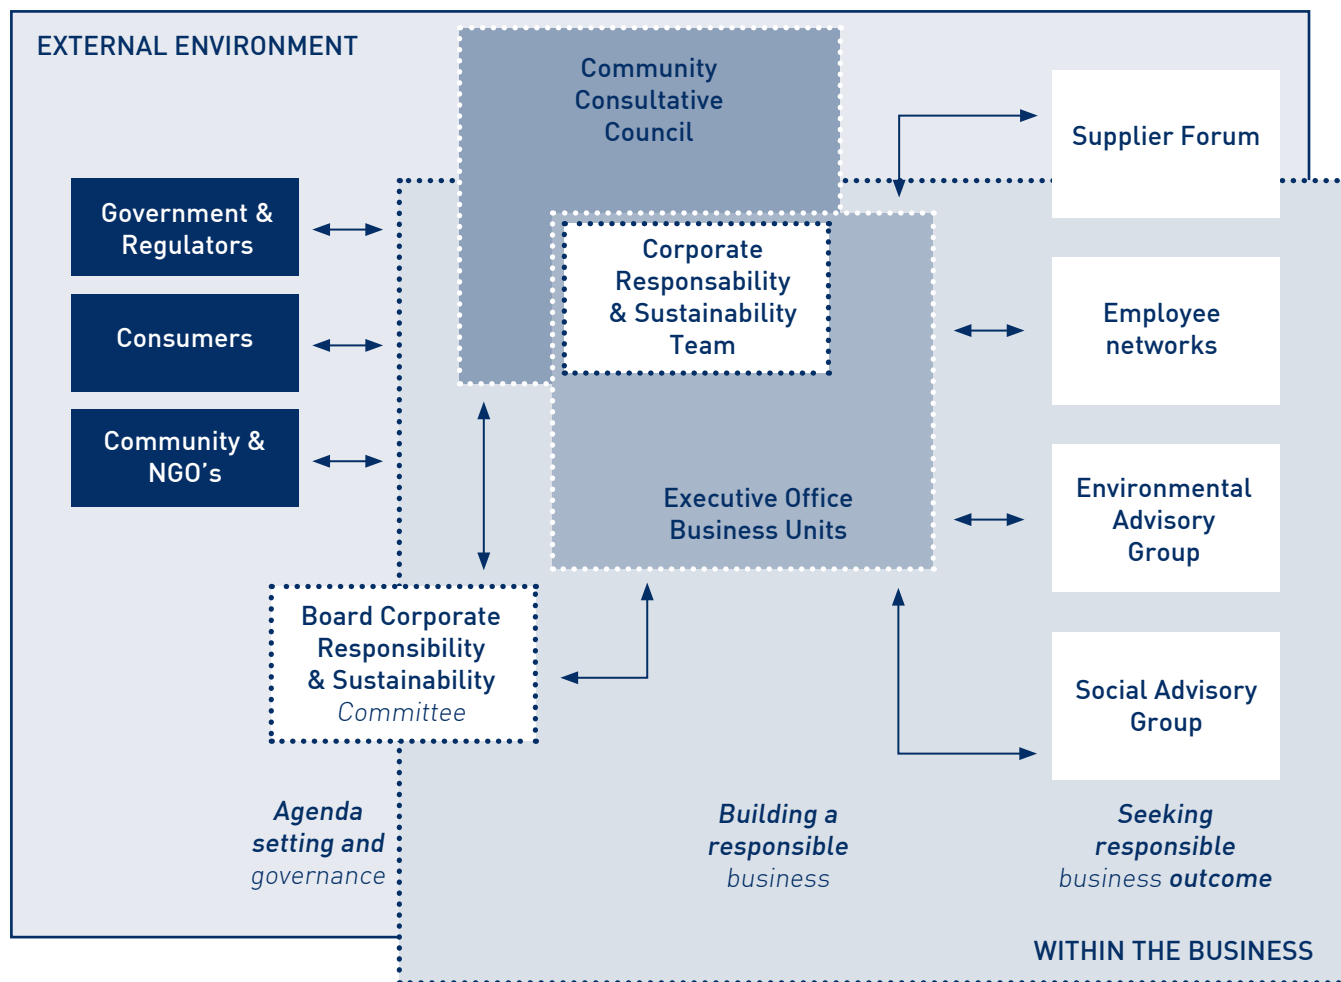 EXTERNAL ENVIRONMENT
Community
Consultative
Council
Supplier Forum
Government &
Regulators
Consumers
Community &
NGO's
Corporate
Responsability
& Sustainability
Team
Employee
networks
Executive Office
Business Units
Environmental
Advisory
Group
Board Corporate
Responsibility
& Sustainability
Committee
Social Advisory
Group
Agenda
setting and
governance
Building a
responsible
business
Seeking
responsible
business outcome
WITHIN THE BUSINESS